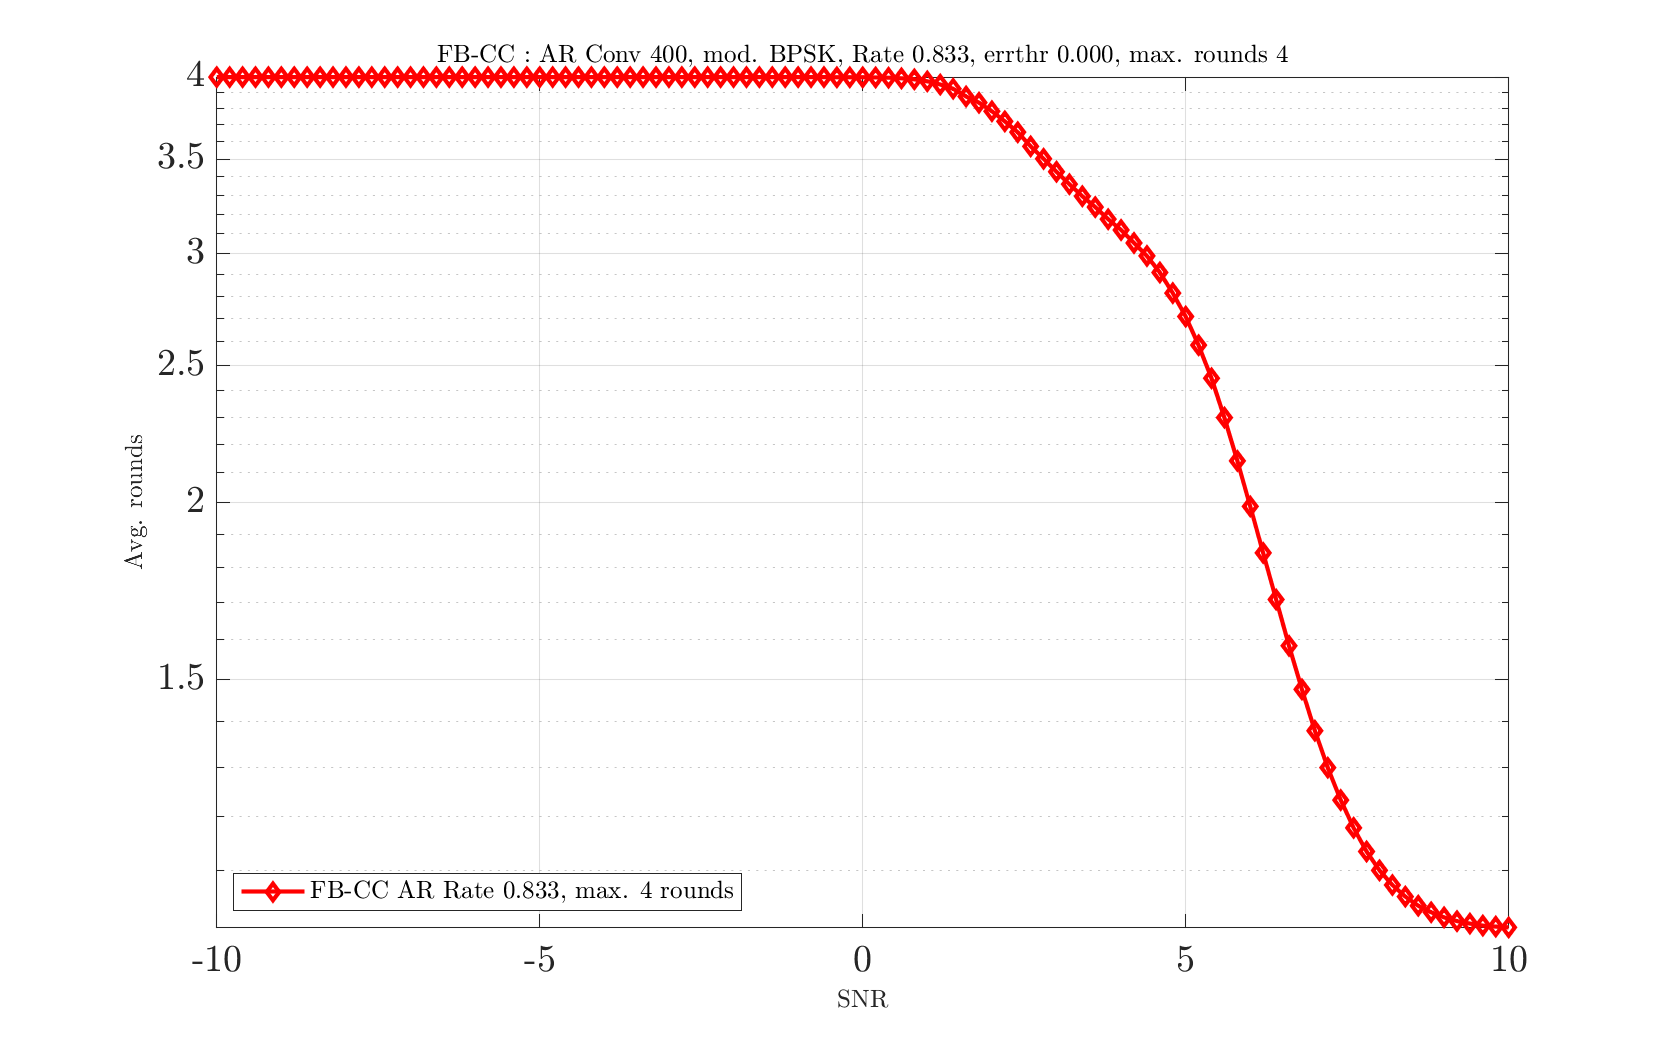 FB-CC : AR Conv 400, mod. BPSK, Rate 0.833, errthr 0.000, max. rounds 4
4
3.5
3
2.5
2
1.5
Avg. rounds
FB-CC AR Rate 0.833, max. 4 rounds
-10 -5 0 5 10
SNR